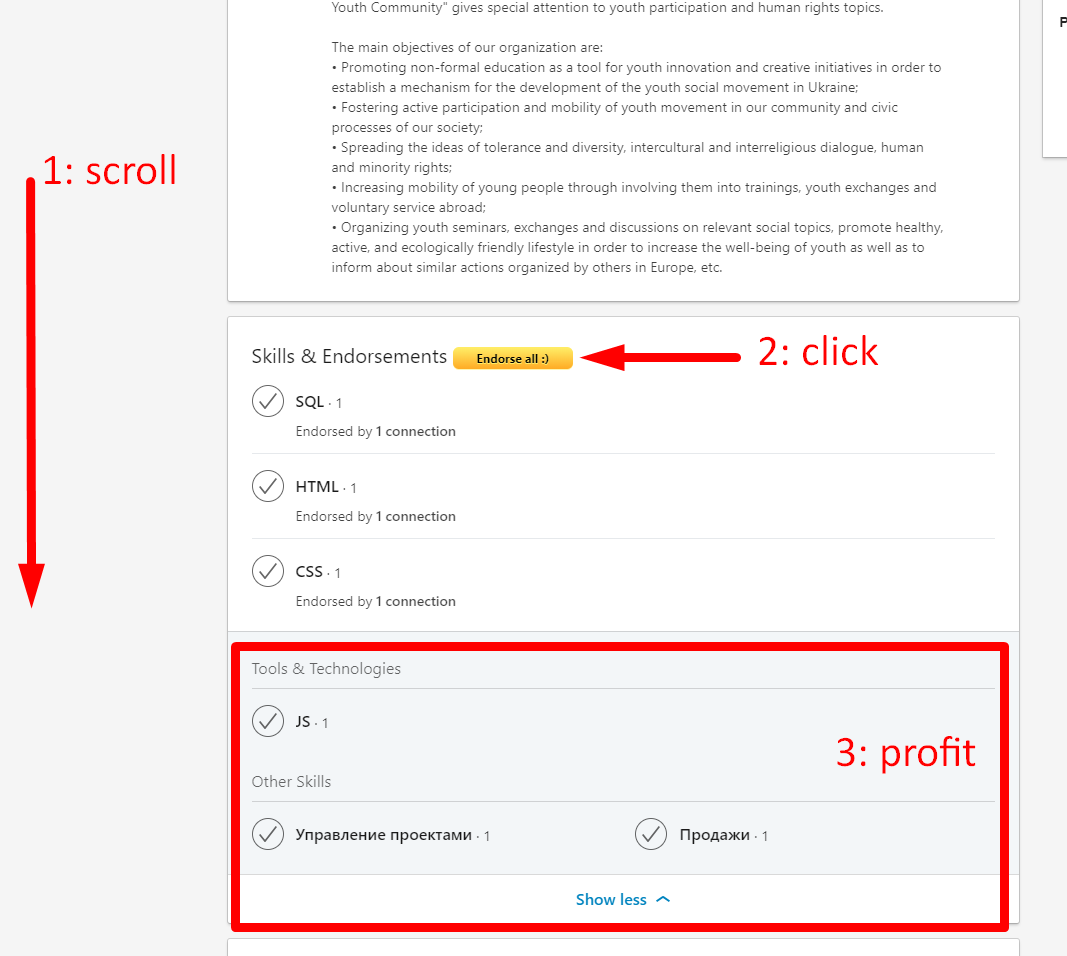 Youth Community" gives special attention to youth participation and human rights topics.
P
The main objectives of our organization are:
• Promoting non-formal education as a tool for youth innovation and creative initiatives in order to
establish a mechanism for the development of the youth social movement in Ukraine;
• Fostering active participation and mobility of youth movement in our community and civic
processes of our society;
• Spreading the ideas of tolerance and diversity, intercultural and interreligious dialogue, human
and minority rights;
• Increasing mobility of young people through involving them into trainings, youth exchanges and
voluntary service abroad;
• Organizing youth seminars, exchanges and discussions on relevant social topics, promote healthy,
active, and ecologically friendly lifestyle in order to increase the well-being of youth as well as to
inform about similar actions organized by others in Europe, etc.
1: scroll
Skills & Endorsements
Endorse all :)
2: click
SQL · 1
Endorsed by 1 connection
HTML · 1
Endorsed by 1 connection
CSS · 1
Endorsed by 1 connection
Tools & Technologies
JS · 1
3: profit
Other Skills
Управление проектами · 1
Продажи · 1
Show less